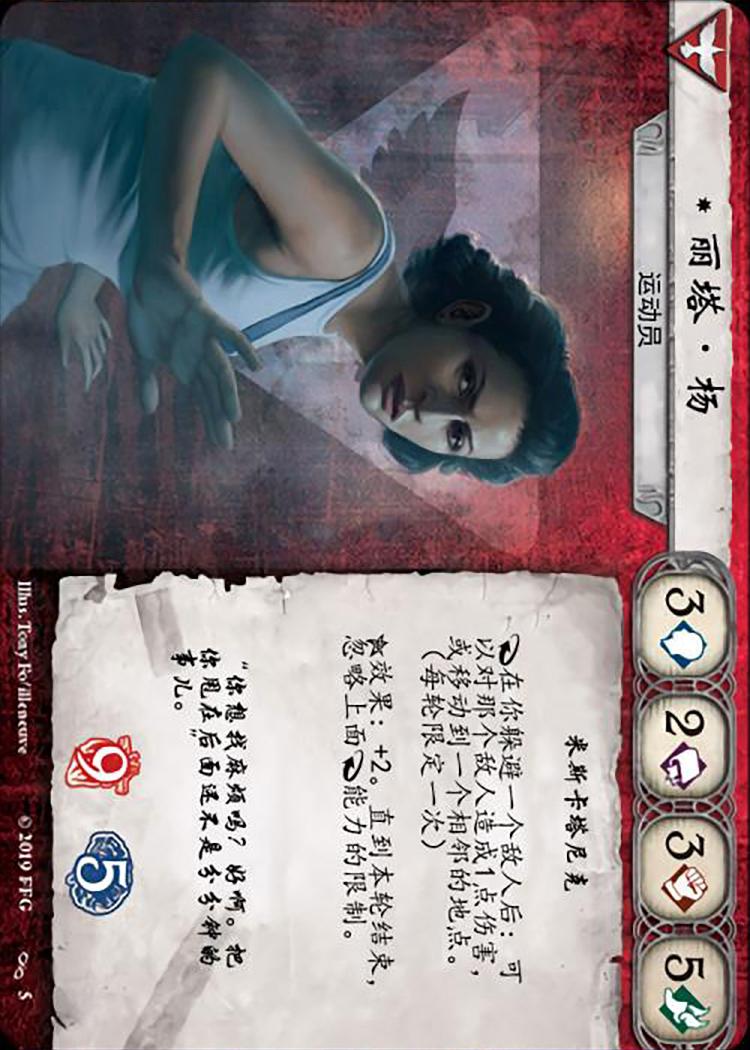 * 丽塔·杨
运动员
3
2
3
5
米斯卡塔尼克
在你躲避一个敌人后：可
以对那个敌人造成1点伤害，
或移动到一个相邻的地点。
（每轮限定一次）
效果：+2。直到本轮结束，
忽略上面 能力的限制。
“你想找麻烦吗？好啊。把
你甩在后面还不是分分钟的
事儿。”
9
5
Illus. Tony Foti
© 2019 FFG
5